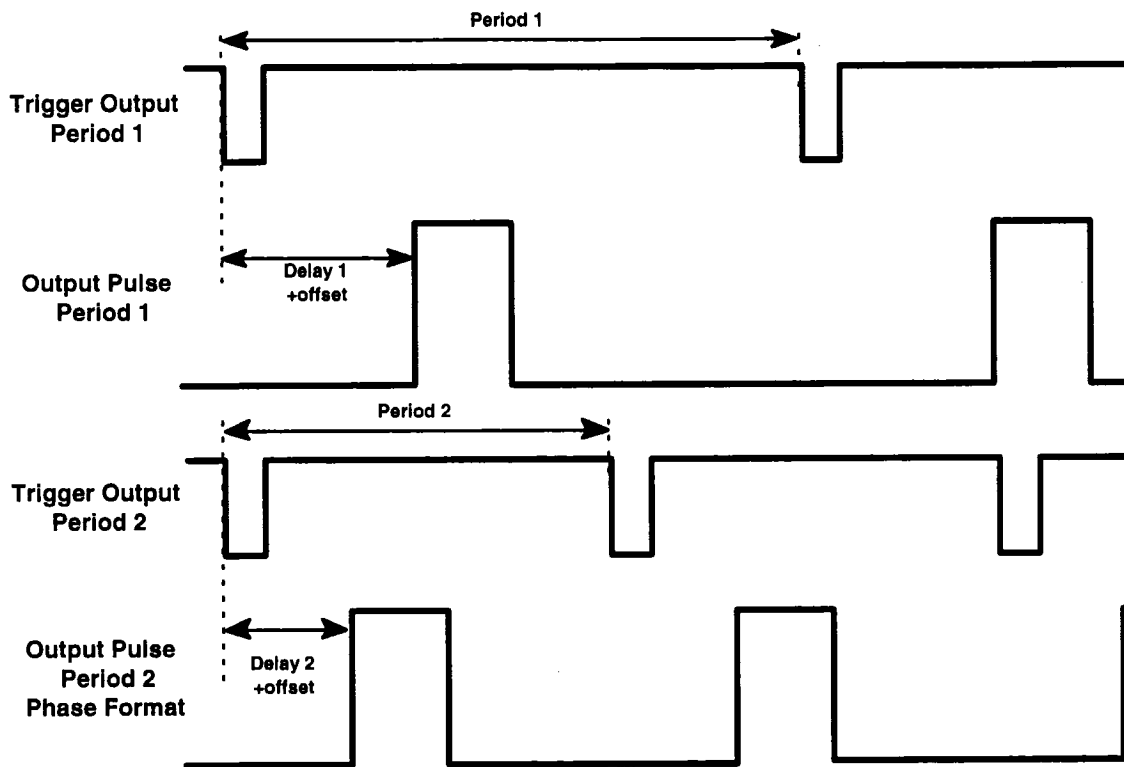 Period 1
Trigger Output
Period 1
Delay 1
+offset
Output Pulse
Period 1
Period 2
Trigger Output
Period 2
Delay 2
+offset
Output Pulse
Period 2
Phase Format